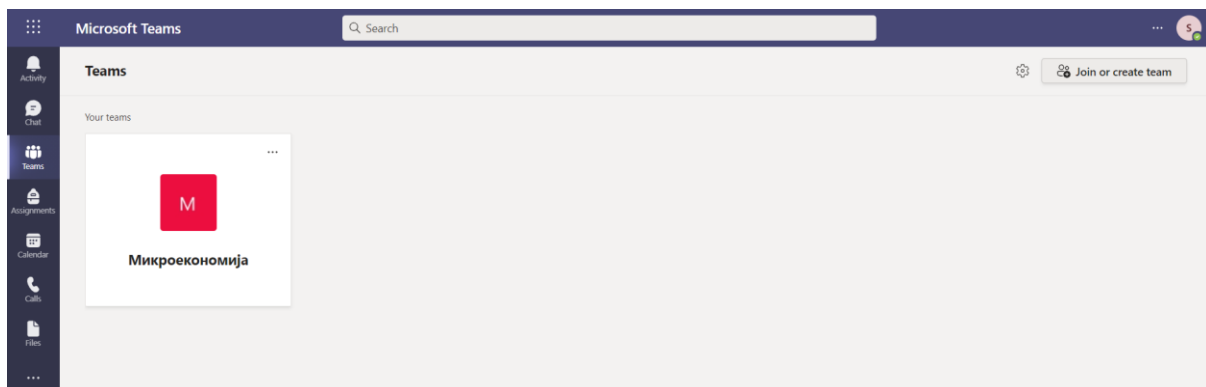 Microsoft Teams
Search
...
S
Activity
Chat
Teams
Assignments
Calendar
Calls
Files
...
Teams
Join or create team
Your teams
...
M
Микроекономија